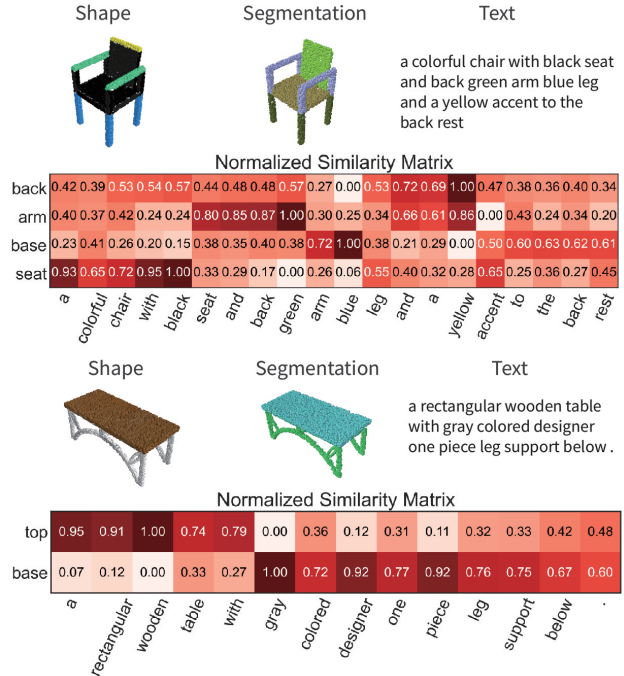 Shape Segmentation Text
a colorful chair with black seat
and back green arm blue leg
and a yellow accent to the
back rest
Normalized Similarity Matrix
back 0.42 0.39 0.53 0.54 0.57 0.44 0.48 0.48 0.57 0.27 0.00 0.53 0.72 0.69 1.00 0.47 0.38 0.36 0.40 0.34
arm 0.40 0.37 0.42 0.24 0.24 0.80 0.85 0.87 1.00 0.30 0.25 0.34 0.66 0.61 0.86 0.00 0.43 0.24 0.34 0.20
base 0.23 0.41 0.26 0.20 0.15 0.38 0.35 0.40 0.38 0.72 1.00 0.38 0.21 0.29 0.00 0.50 0.60 0.63 0.62 0.61
seat 0.93 0.65 0.72 0.95 1.00 0.33 0.29 0.17 0.00 0.26 0.06 0.55 0.40 0.32 0.28 0.65 0.25 0.36 0.27 0.45
a colorful chair with black seat and back green arm blue leg and a yellow accent to the back rest
Shape Segmentation Text
a rectangular wooden table
with gray colored designer
one piece leg support below .
Normalized Similarity Matrix
top 0.95 0.91 1.00 0.74 0.79 0.00 0.36 0.12 0.31 0.11 0.32 0.33 0.42 0.48
base 0.07 0.12 0.00 0.33 0.27 1.00 0.72 0.92 0.77 0.92 0.76 0.75 0.67 0.60
a rectangular wooden table with gray colored designer one piece leg support below .